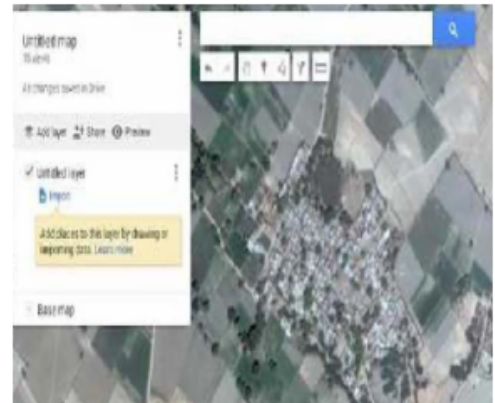 Untitled map
All changes saved in Drive
Add layer Share Preview
Untitled layer
Import
Add places to this layer by drawing or
importing data. Learn more
Base map